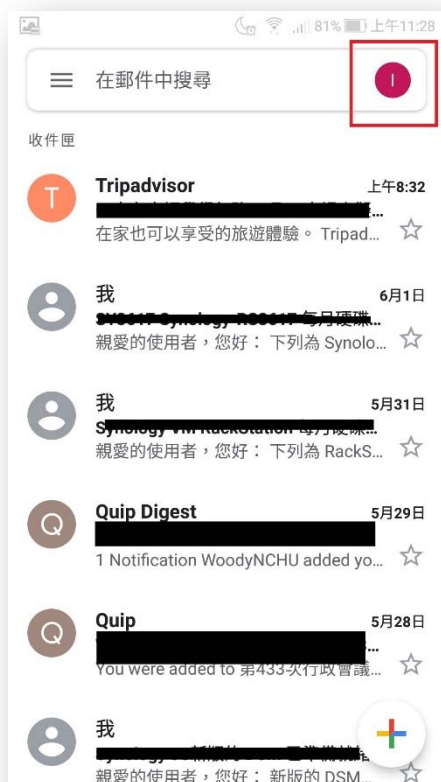 81% 上午11:28
在郵件中搜尋
I
收件匣
T
Tripadvisor 上午8:32
在家也可以享受的旅遊體驗。 Tripad...
我 6月1日
親愛的使用者,您好: 下列為 Synolo...
我 5月31日
親愛的使用者,您好: 下列為 RackS...
Q
Quip Digest 5月29日
1 Notification WoodyNCHU added yo...
Q
Quip 5月28日
You were added to 第433次行政會議...
我
親愛的使用者,您好: 新版的 DSM...